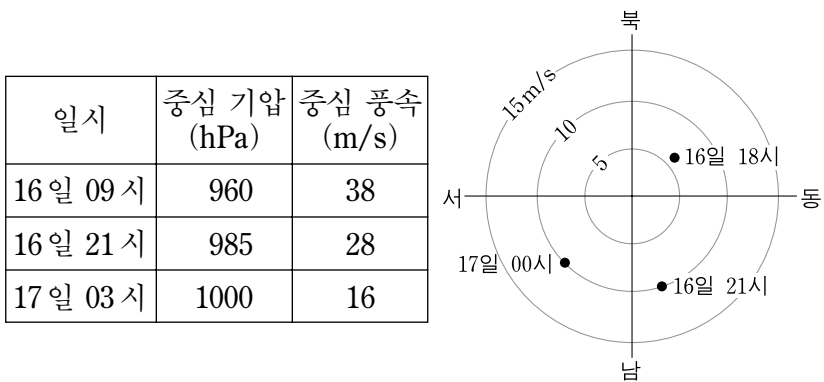 일시 중심 기압 (hPa) 중심 풍속 (m/s)
16일 09시 960 38
16일 21시 985 28
17일 03시 1000 16
북
15m/s
10
5
16일 18시
서
동
17일 00시
16일 21시
남